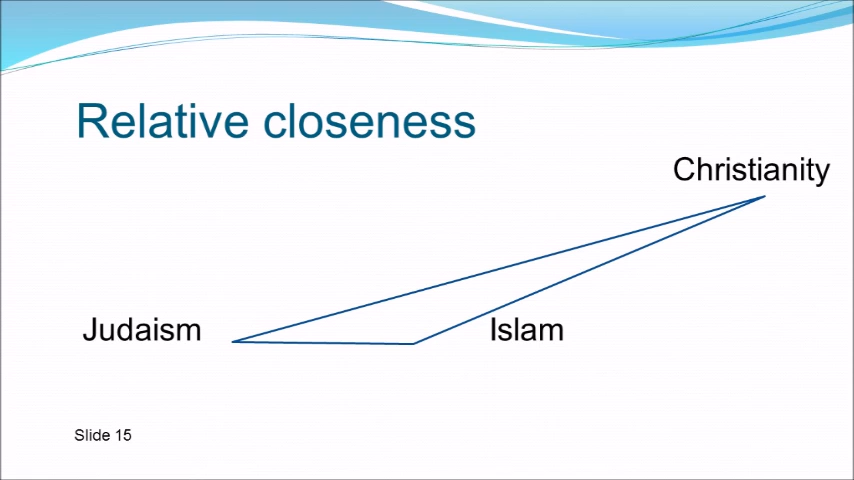 Relative closeness
Christianity
Judaism
Islam
Slide 15